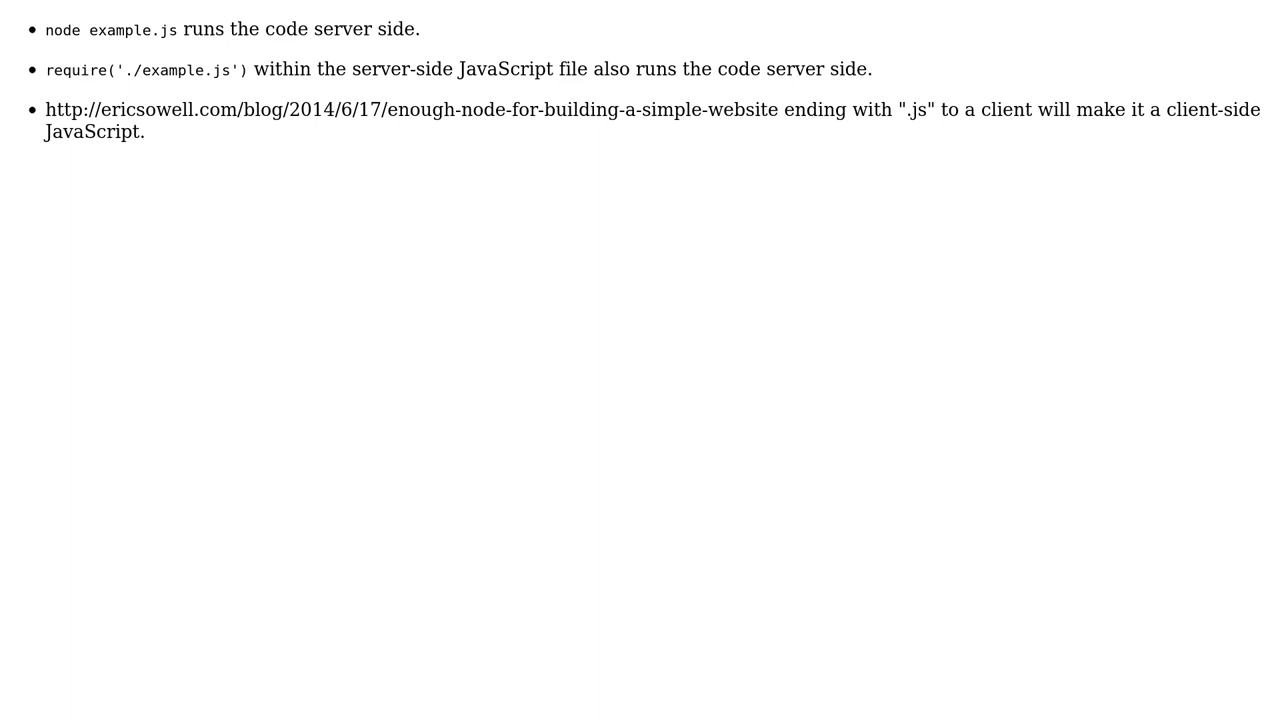 • node example.js runs the code server side.
• require('./example.js') within the server-side JavaScript file also runs the code server side.
• http://ericsowell.com/blog/2014/6/17/enough-node-for-building-a-simple-website ending with ".js" to a client will make it a client-side
JavaScript.